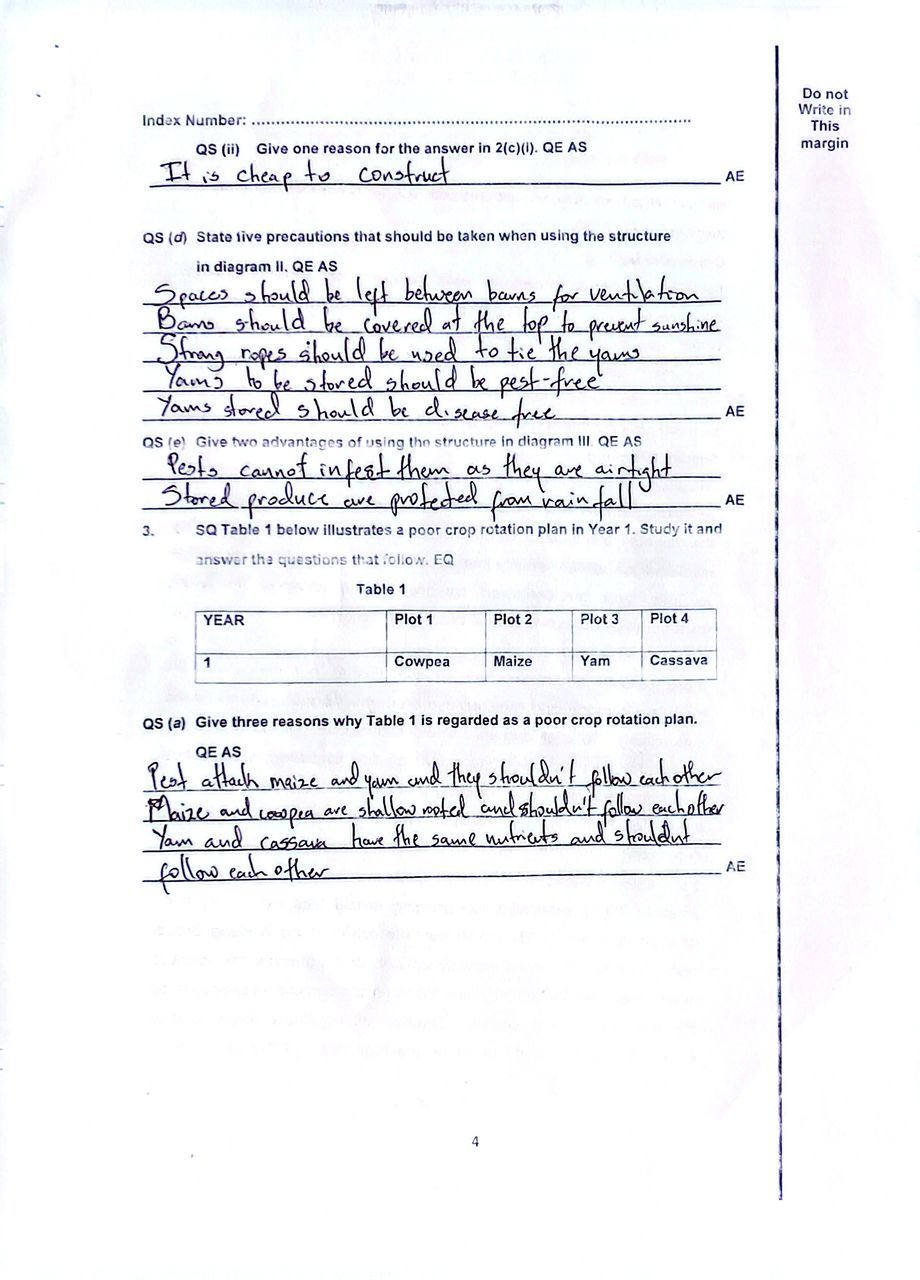 Do not
Write in
This
margin
Index Number: ................................................................................
QS (ii) Give one reason for the answer in 2(c)(i). QE AS
It is cheap to construct AE
QS (d) State five precautions that should be taken when using the structure
in diagram II. QE AS
Spaces should be left between barns for ventilation
Barns should be covered at the top to prevent sunshine
Strong ropes should be used to tie the yams
Yams to be stored should be pest-free
Yams stored should be disease free AE
QS (e) Give two advantages of using the structure in diagram III. QE AS
Pests cannot infest them as they are airtight
Stored produce are protected from rainfall AE
3. SQ Table 1 below illustrates a poor crop rotation plan in Year 1. Study it and
answer the questions that follow. EQ
Table 1
YEAR Plot 1 Plot 2 Plot 3 Plot 4
1 Cowpea Maize Yam Cassava
QS (a) Give three reasons why Table 1 is regarded as a poor crop rotation plan.
QE AS
Pest attach maize and yam and they shouldn't follow each other
Maize and cowpea are shallow rooted and shouldn't follow each other
Yam and cassava have the same nutrients and shouldnt
follow each other AE
4